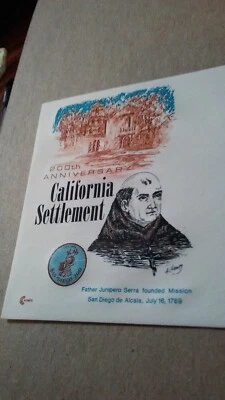 200th
ANNIVERSARY
California
Settlement
Father Junipero Serra founded Mission
San Diego de Alcala, July 16, 1769